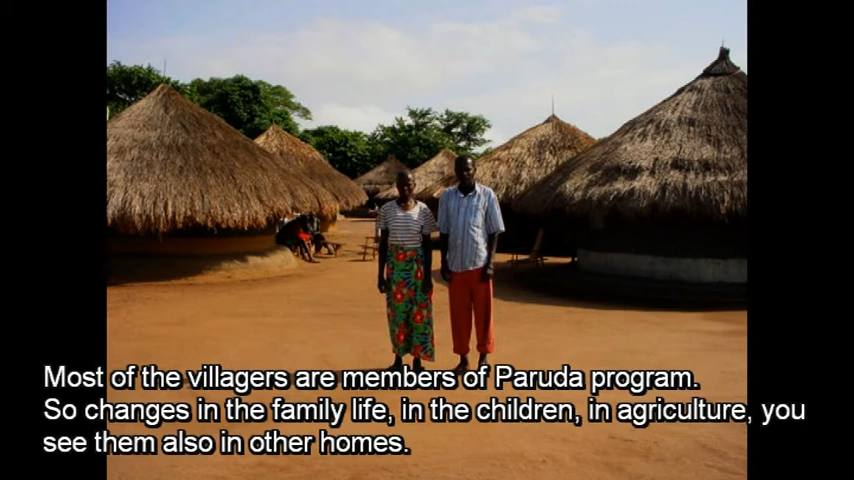 Most of the villagers are members of Paruda program.
So changes in the family life, in the children, in agriculture, you
see them also in other homes.